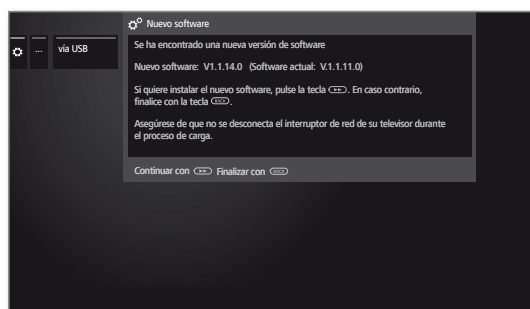 Nuevo software
... vía USB
Se ha encontrado una nueva versión de software
Nuevo software: V1.1.14.0 (Software actual: V.1.1.11.0)
Si quiere instalar el nuevo software, pulse la tecla ▶▶. En caso contrario,
finalice con la tecla BACK.
Asegúrese de que no se desconecta el interruptor de red de su televisor durante
el proceso de carga.
Continuar con ▶▶ Finalizar con BACK